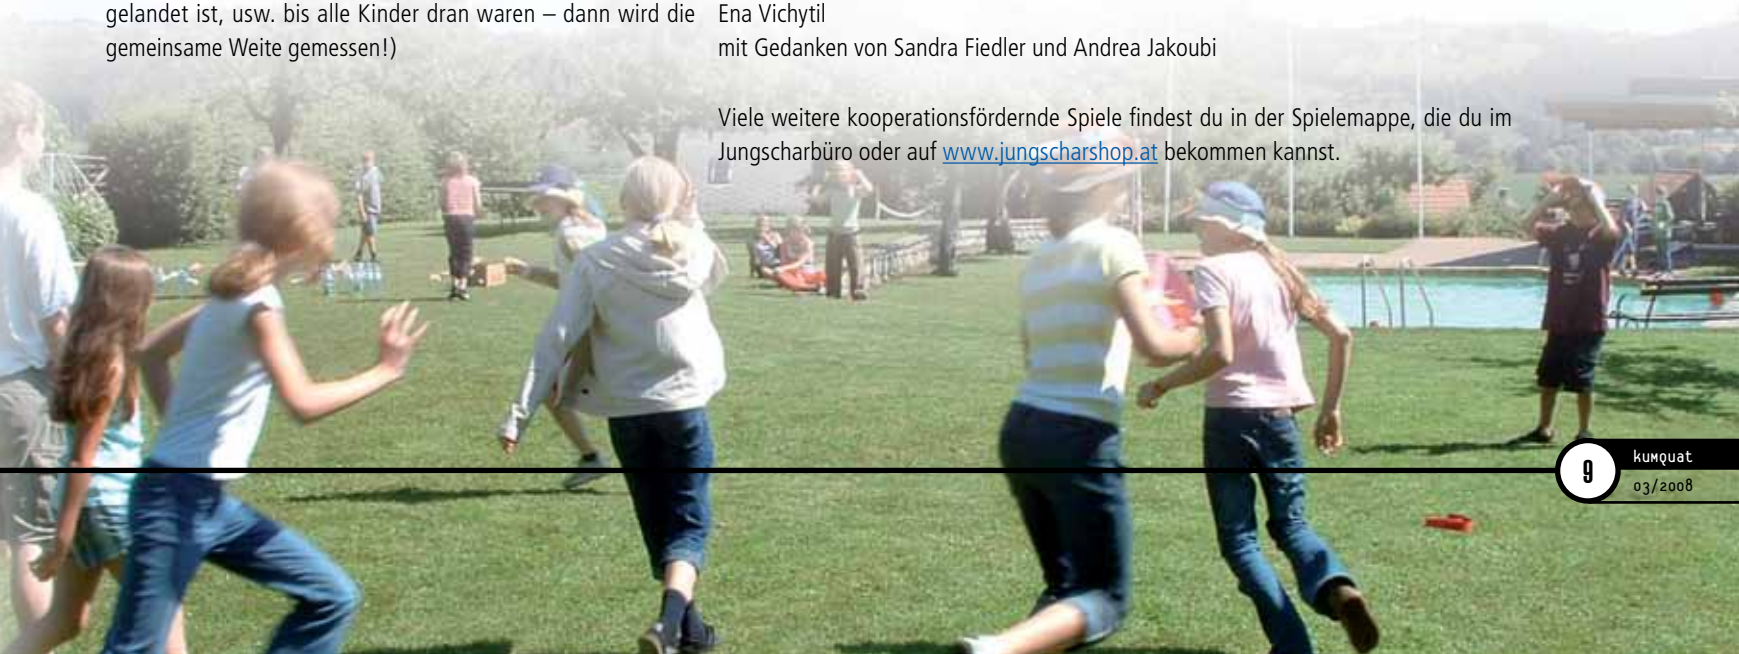 gelandet ist, usw. bis alle Kinder dran waren – dann wird die
gemeinsame Weite gemessen!)
Ena Vichytil
mit Gedanken von Sandra Fiedler und Andrea Jakoubi
Viele weitere kooperationsfördernde Spiele findest du in der Spielemappe, die du im
Jungscharbüro oder auf www.jungscharshop.at bekommen kannst.
9
kumquat
03/2008